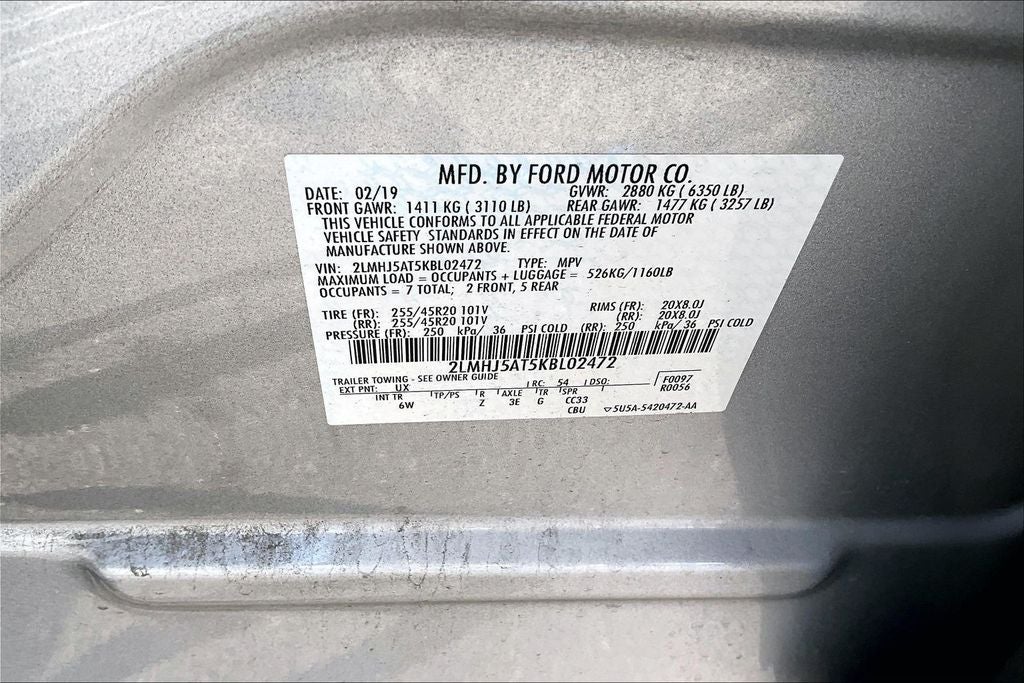 MFD. BY FORD MOTOR CO.
DATE: 02/19 GVWR: 2880 KG ( 6350 LB)
FRONT GAWR: 1411 KG ( 3110 LB) REAR GAWR: 1477 KG ( 3257 LB)
THIS VEHICLE CONFORMS TO ALL APPLICABLE FEDERAL MOTOR
VEHICLE SAFETY STANDARDS IN EFFECT ON THE DATE OF
MANUFACTURE SHOWN ABOVE.
VIN: 2LMHJ5AT5KBL02472 TYPE: MPV
MAXIMUM LOAD = OCCUPANTS + LUGGAGE = 526KG/1160LB
OCCUPANTS = 7 TOTAL; 2 FRONT, 5 REAR
TIRE (FR): 255/45R20 101V RIMS (FR): 20X8.0J
(RR): 255/45R20 101V (RR): 20X8.0J
PRESSURE (FR): 250 kPa/ 36 PSI COLD (RR): 250 kPa/ 36 PSI COLD
2LMHJ5AT5KBL02472
TRAILER TOWING - SEE OWNER GUIDE
EXT PNT: UX RC: 54 DSO: F0097
R0056
INT TR TP/PS R AXLE TR SPR
6W Z 3E G CC33
CBU 5U5A-5420472-AA